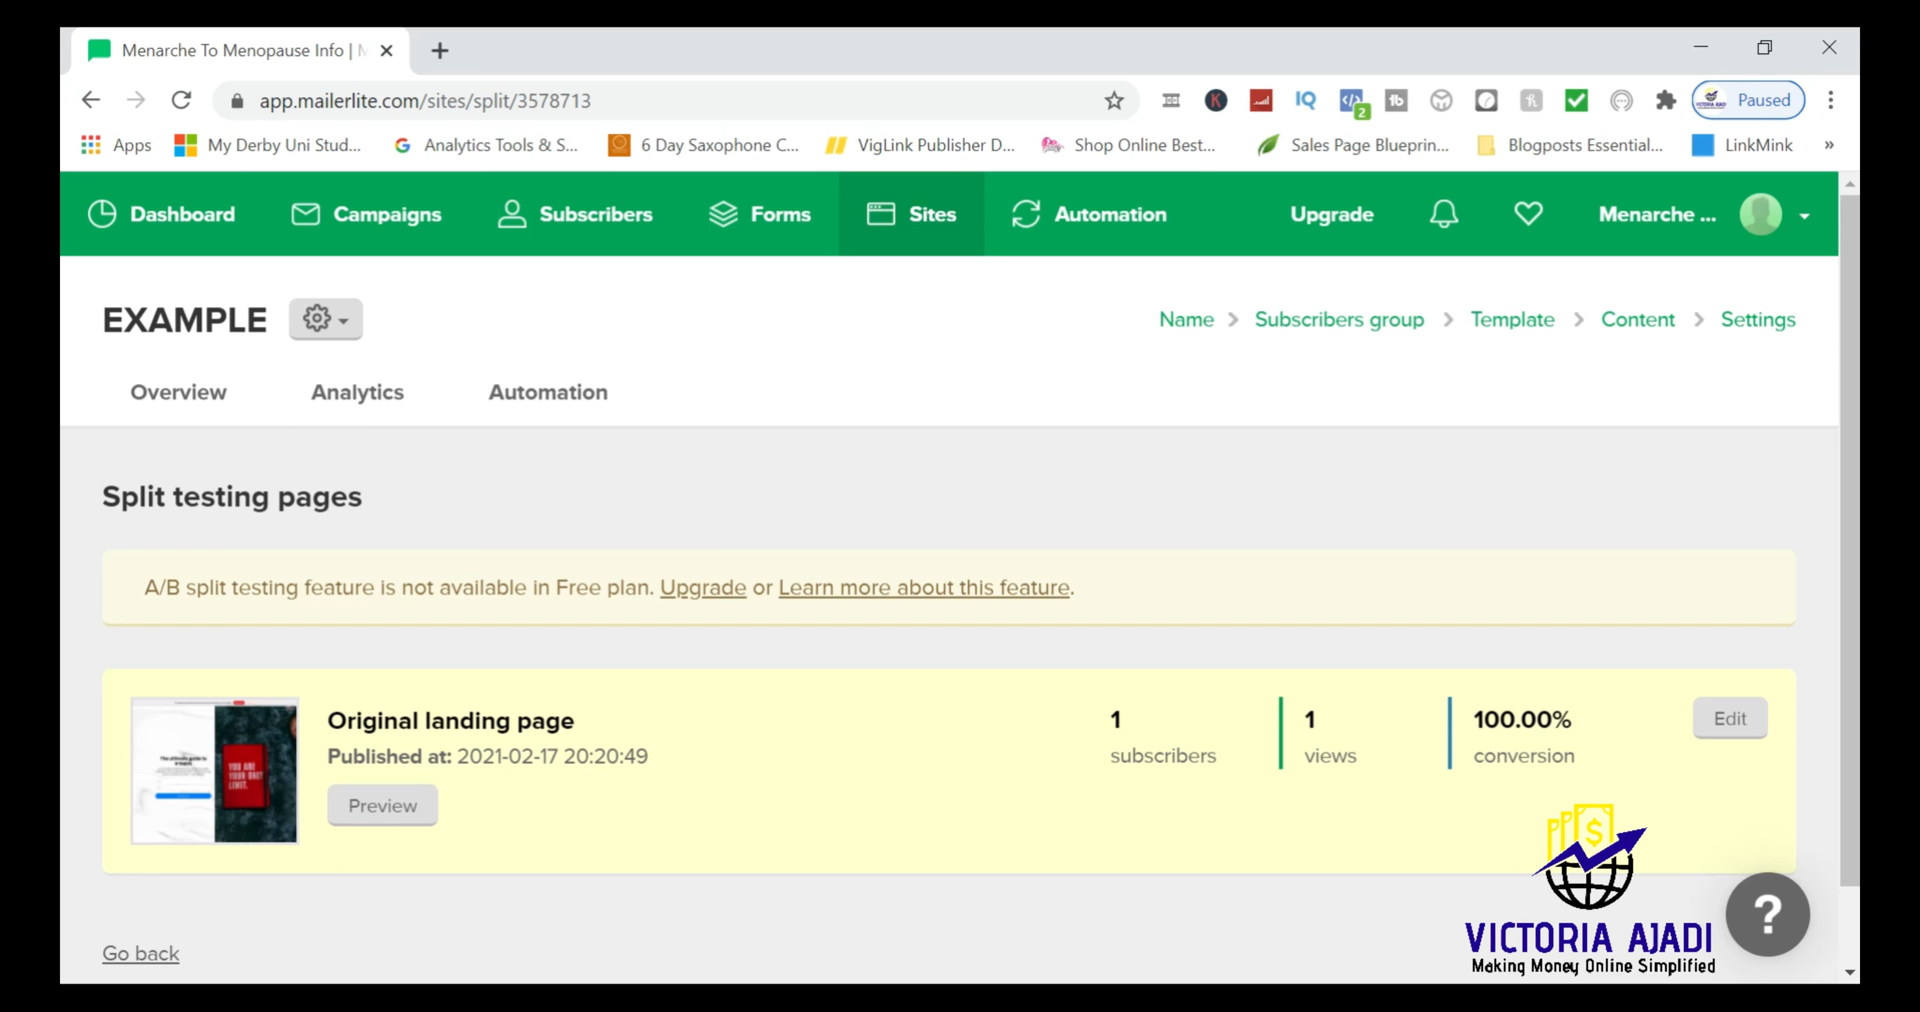 Menarche To Menopause Info | M
app.mailerlite.com/sites/split/3578713
Paused
Apps My Derby Uni Stud... Analytics Tools & S... 6 Day Saxophone C... VigLink Publisher D... Shop Online Best... Sales Page Blueprin... Blogposts Essential... LinkMink »
Dashboard Campaigns Subscribers Forms Sites Automation Upgrade Menarche ...
EXAMPLE
Name > Subscribers group > Template > Content > Settings
Overview Analytics Automation
Split testing pages
A/B split testing feature is not available in Free plan. Upgrade or Learn more about this feature.
Original landing page
Published at: 2021-02-17 20:20:49
Preview
YOU ARE
YOUR ONLY
LIMIT.
1 subscribers
1 views
100.00% conversion
Edit
Go back
VICTORIA AJADI
Making Money Online Simplified
?